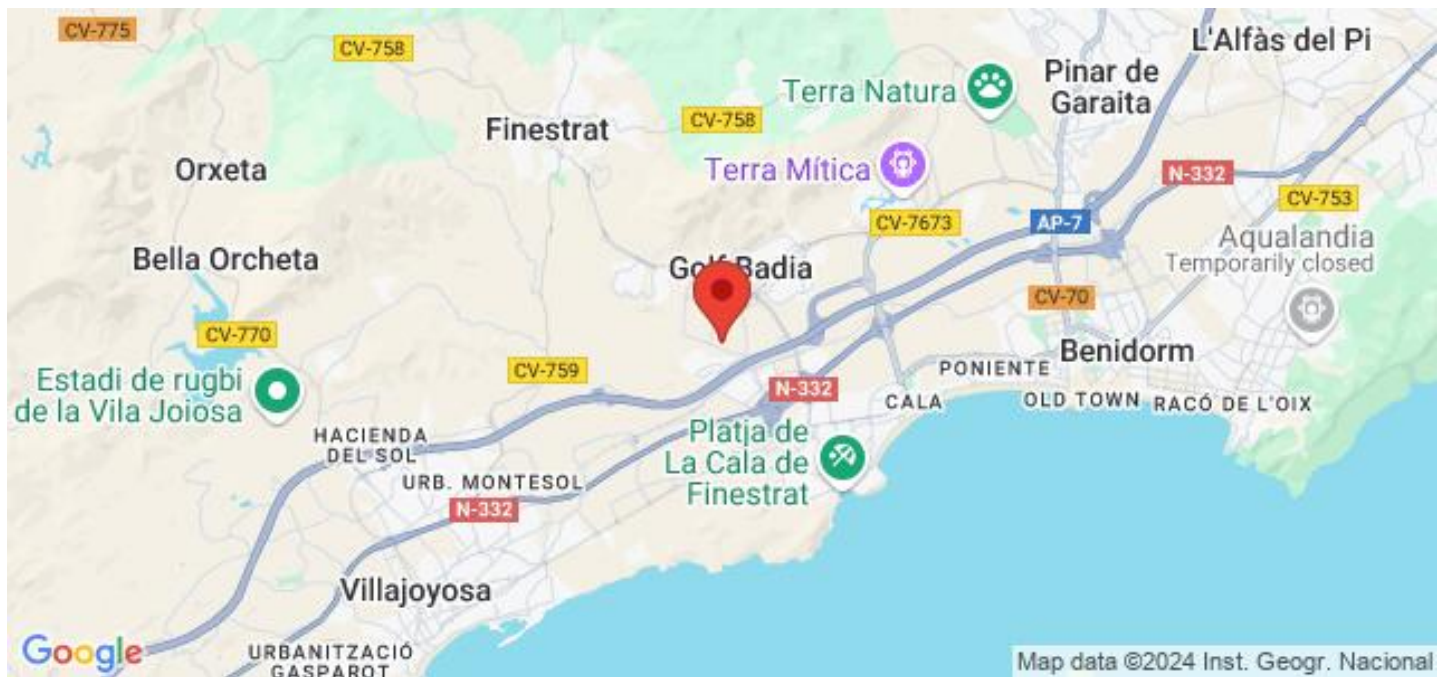 CV-775
CV-758
L'Alfàs del Pi
Pinar de
Garaita
Terra Natura
Finestrat
CV-758
Orxeta
Terra Mítica
N-332
CV-753
CV-7673
AP-7
Aqualandia
Temporarily closed
Bella Orcheta
Golf Badia
CV-70
CV-770
Benidorm
Estadi de rugbi
de la Vila Joiosa
CV-759
PONIENTE
N-332
CALA
OLD TOWN
RACÓ DE L'OIX
HACIENDA
DEL SOL
Platja de
La Cala de
Finestrat
URB. MONTESOL
N-332
Villajoyosa
Google
URBANITZACIÓ
GASPAROT
Map data ©2024 Inst. Geogr. Nacional